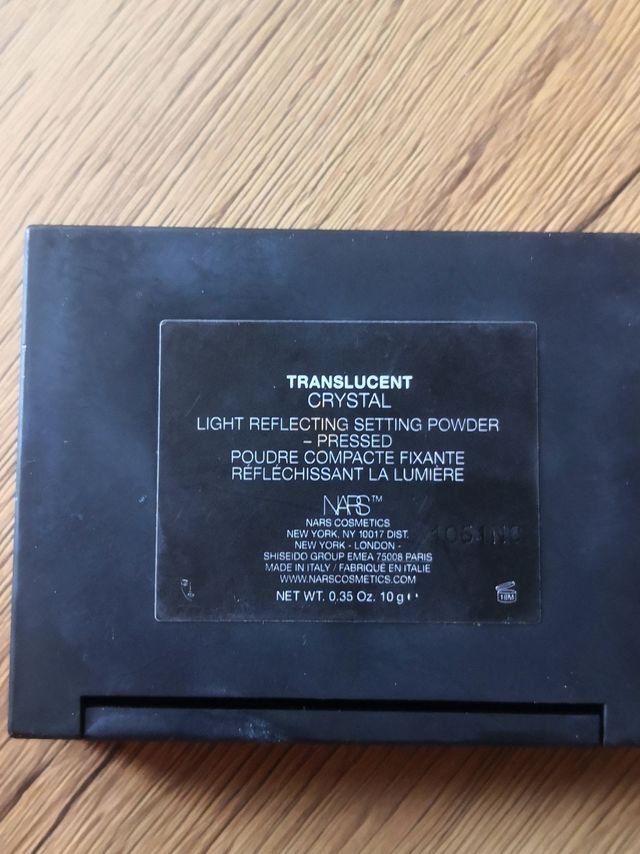 TRANSLUCENT
CRYSTAL
LIGHT REFLECTING SETTING POWDER
– PRESSED
POUDRE COMPACTE FIXANTE
RÉFLÉCHISSANT LA LUMIÈRE
NARS™
NARS COSMETICS
NEW YORK, NY 10017 DIST.
NEW YORK - LONDON -
SHISEIDO GROUP EMEA 75008 PARIS
MADE IN ITALY / FABRIQUÉ EN ITALIE
WWW.NARSCOSMETICS.COM
NET WT. 0.35 Oz. 10 g